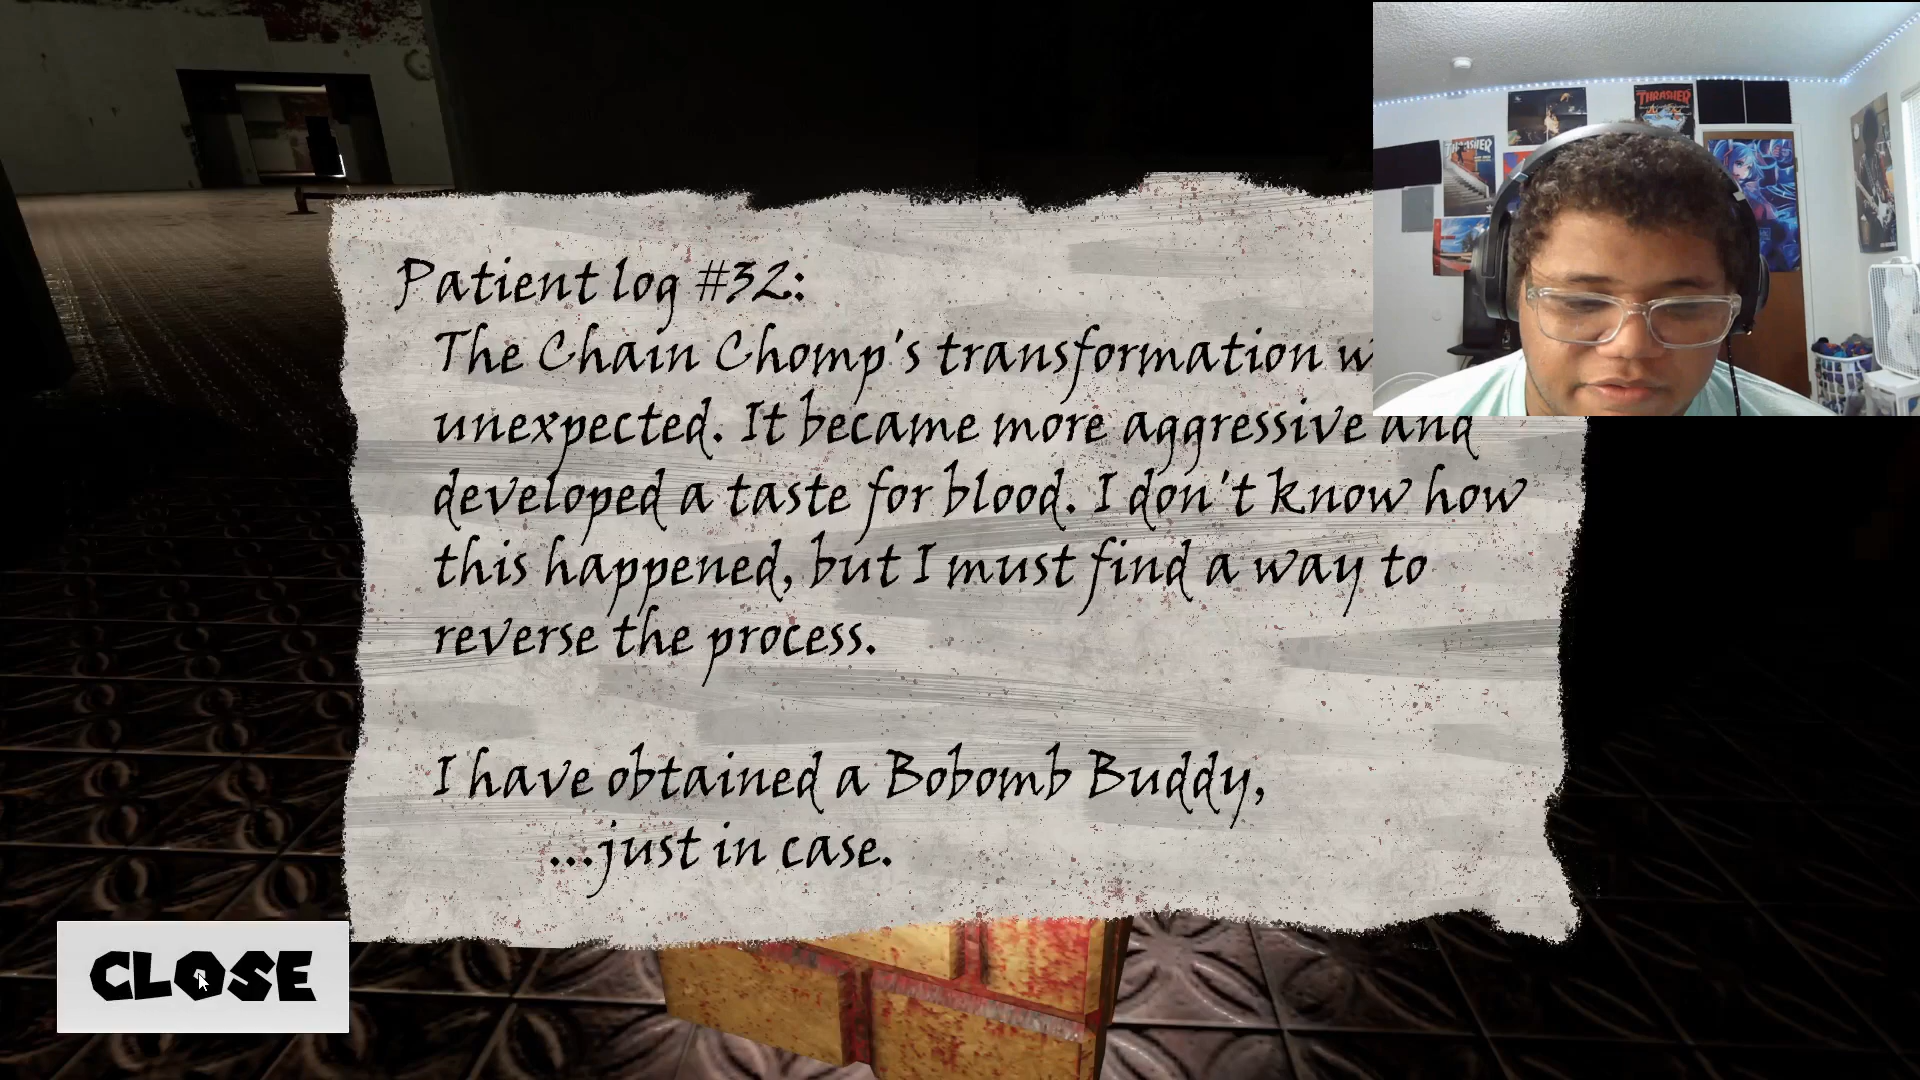 THRASHER
THRASHER
Patient log #32:
The Chain Chomp's transformation
unexpected. It became more aggressive and
developed a taste for blood. I don't know how
this happened, but I must find a way to
reverse the process.
I have obtained a Bobomb Buddy,
...just in case.
CLOSE